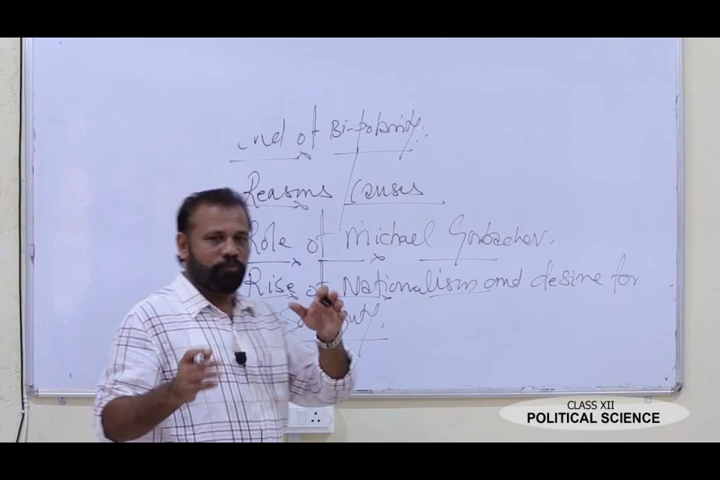 End of Bi-polarity
Reasons / Causes
Role of Michael Gorbachev.
Rise of Nationalism and desire for
CLASS XII
POLITICAL SCIENCE